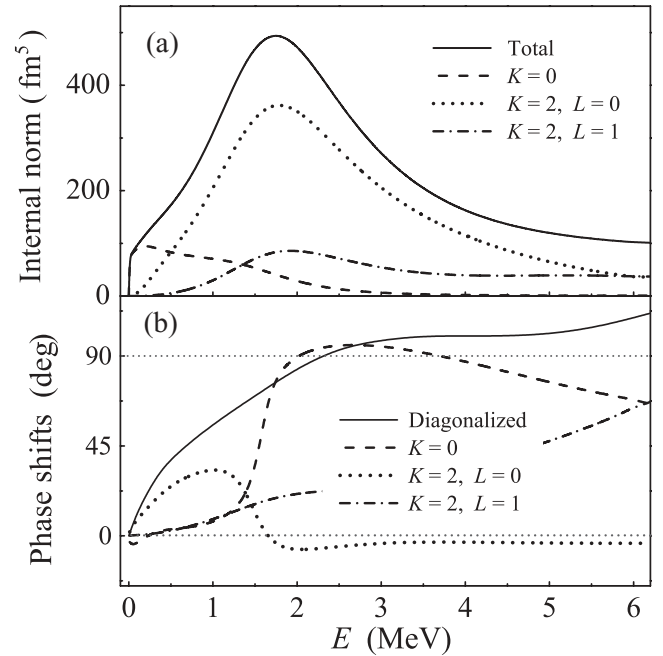 (a)
Total
K = 0
K = 2, L = 0
K = 2, L = 1
Internal norm ( fm⁵ )
400
200
0
(b)
Diagonalized
K = 0
K = 2, L = 0
K = 2, L = 1
Phase shifts (deg)
90
45
0
0 1 2 3 4 5 6
E (MeV)